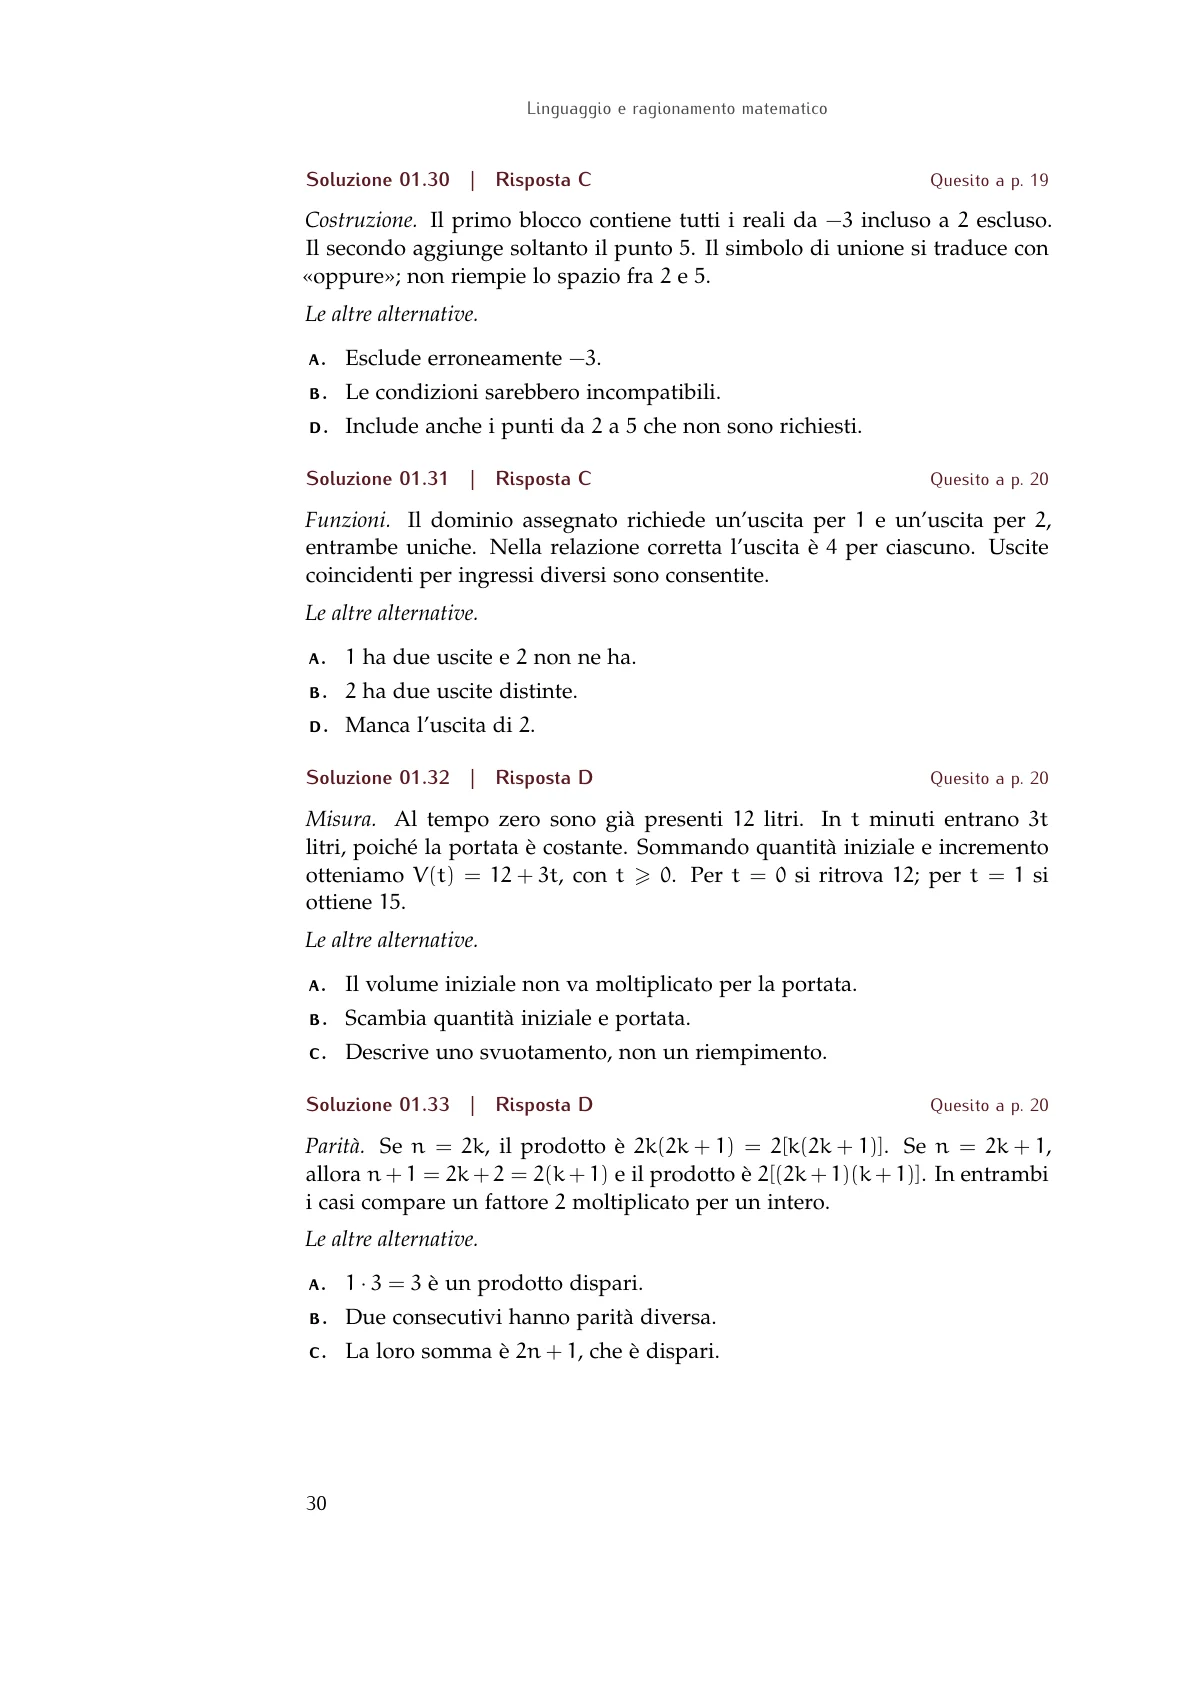 Linguaggio e ragionamento matematico
Soluzione 01.30 | Risposta C Quesito a p. 19
Costruzione. Il primo blocco contiene tutti i reali da −3 incluso a 2 escluso.
Il secondo aggiunge soltanto il punto 5. Il simbolo di unione si traduce con
«oppure»; non riempie lo spazio fra 2 e 5.
Le altre alternative.
A. Esclude erroneamente −3.
B. Le condizioni sarebbero incompatibili.
D. Include anche i punti da 2 a 5 che non sono richiesti.
Soluzione 01.31 | Risposta C Quesito a p. 20
Funzioni. Il dominio assegnato richiede un’uscita per 1 e un’uscita per 2,
entrambe uniche. Nella relazione corretta l’uscita è 4 per ciascuno. Uscite
coincidenti per ingressi diversi sono consentite.
Le altre alternative.
A. 1 ha due uscite e 2 non ne ha.
B. 2 ha due uscite distinte.
D. Manca l’uscita di 2.
Soluzione 01.32 | Risposta D Quesito a p. 20
Misura. Al tempo zero sono già presenti 12 litri. In t minuti entrano 3t
litri, poiché la portata è costante. Sommando quantità iniziale e incremento
otteniamo V(t) = 12 + 3t, con t ⩾ 0. Per t = 0 si ritrova 12; per t = 1 si
ottiene 15.
Le altre alternative.
A. Il volume iniziale non va moltiplicato per la portata.
B. Scambia quantità iniziale e portata.
C. Descrive uno svuotamento, non un riempimento.
Soluzione 01.33 | Risposta D Quesito a p. 20
Parità. Se n = 2k, il prodotto è 2k(2k + 1) = 2[k(2k + 1)]. Se n = 2k + 1,
allora n + 1 = 2k + 2 = 2(k + 1) e il prodotto è 2[(2k + 1)(k + 1)]. In entrambi
i casi compare un fattore 2 moltiplicato per un intero.
Le altre alternative.
A. 1 · 3 = 3 è un prodotto dispari.
B. Due consecutivi hanno parità diversa.
C. La loro somma è 2n + 1, che è dispari.
30